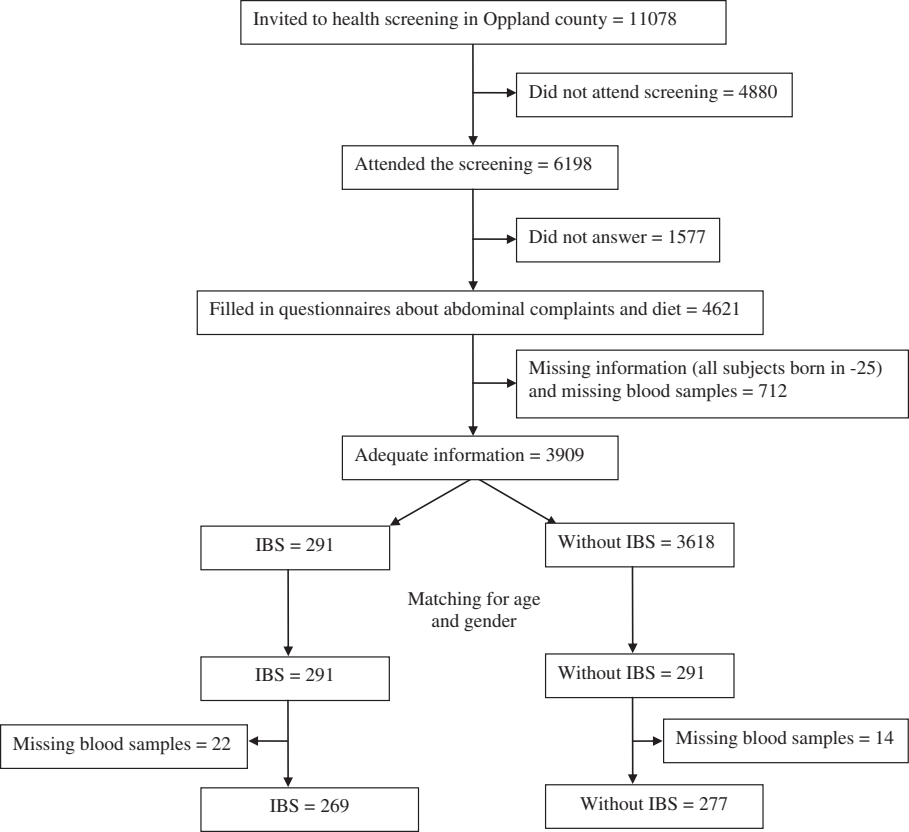 Invited to health screening in Oppland county = 11078
Did not attend screening = 4880
Attended the screening = 6198
Did not answer = 1577
Filled in questionnaires about abdominal complaints and diet = 4621
Missing information (all subjects born in -25)
and missing blood samples = 712
Adequate information = 3909
IBS = 291
Without IBS = 3618
Matching for age
and gender
IBS = 291
Without IBS = 291
Missing blood samples = 22
Missing blood samples = 14
IBS = 269
Without IBS = 277